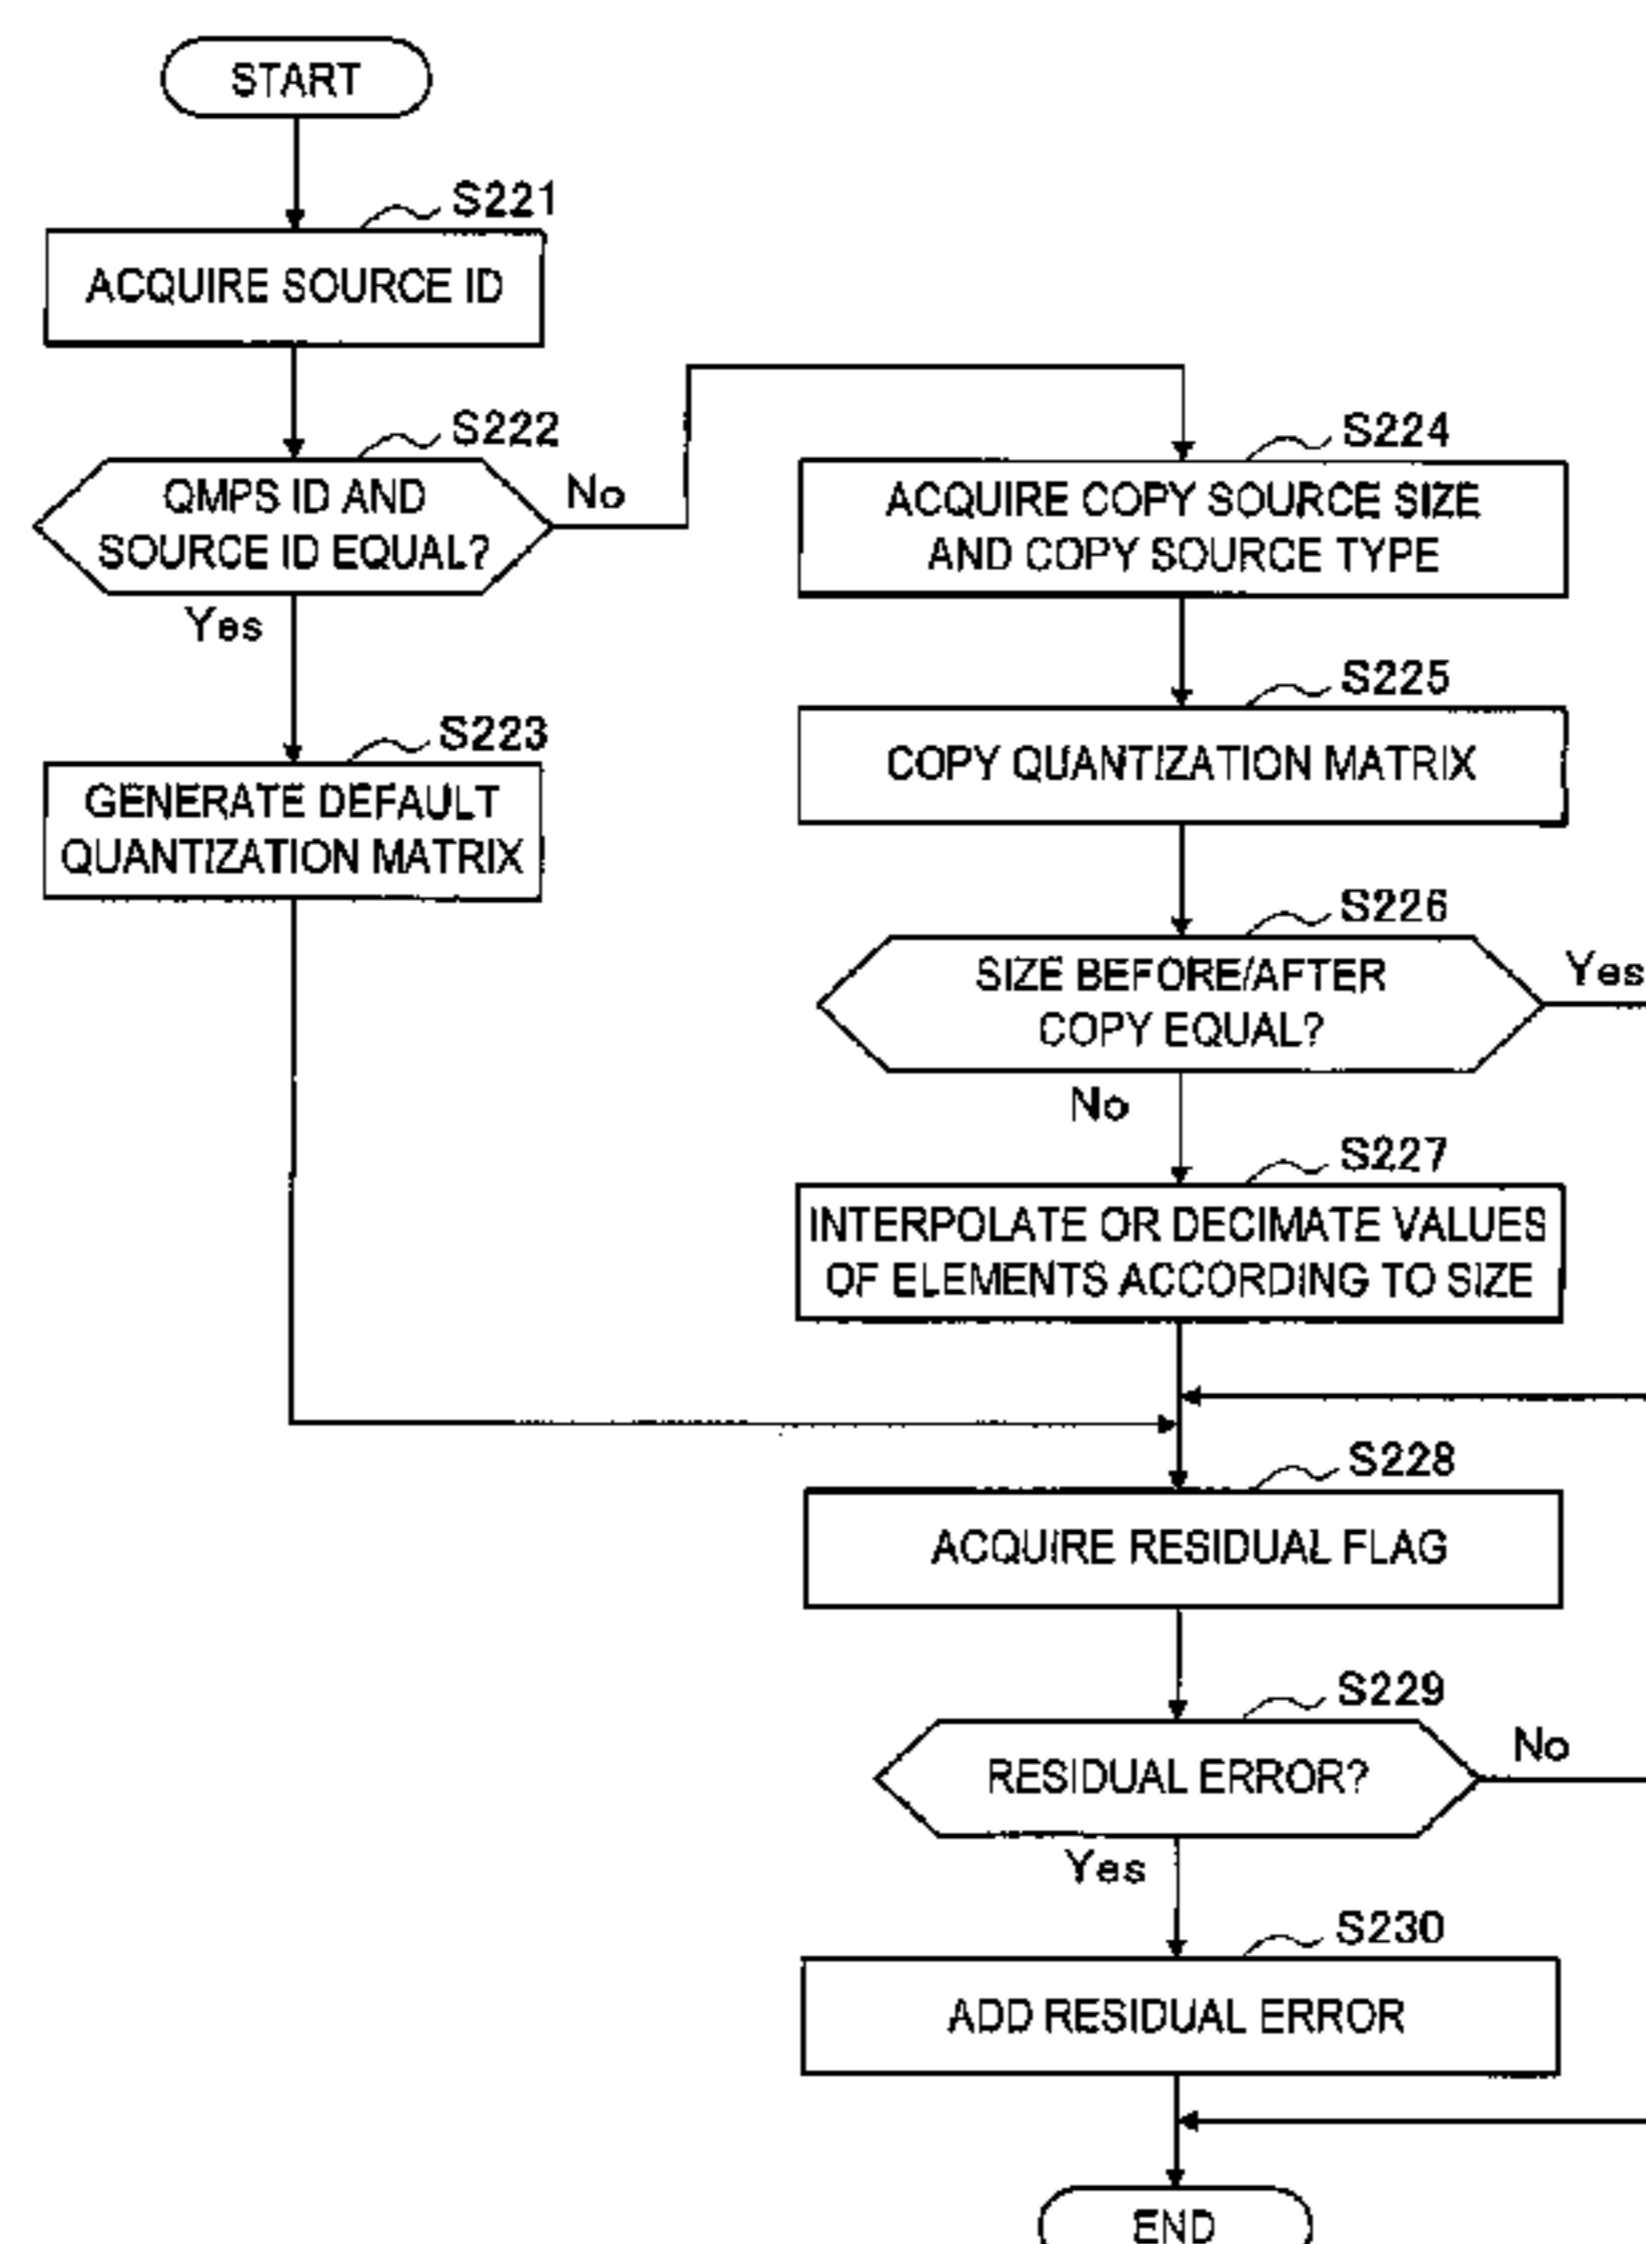 START
S221
ACQUIRE SOURCE ID
S222
QMPS ID AND
SOURCE ID EQUAL?
No
Yes
S223
GENERATE DEFAULT
QUANTIZATION MATRIX
S224
ACQUIRE COPY SOURCE SIZE
AND COPY SOURCE TYPE
S225
COPY QUANTIZATION MATRIX
S226
SIZE BEFORE/AFTER
COPY EQUAL?
Yes
No
S227
INTERPOLATE OR DECIMATE VALUES
OF ELEMENTS ACCORDING TO SIZE
S228
ACQUIRE RESIDUAL FLAG
S229
RESIDUAL ERROR?
No
Yes
S230
ADD RESIDUAL ERROR
END